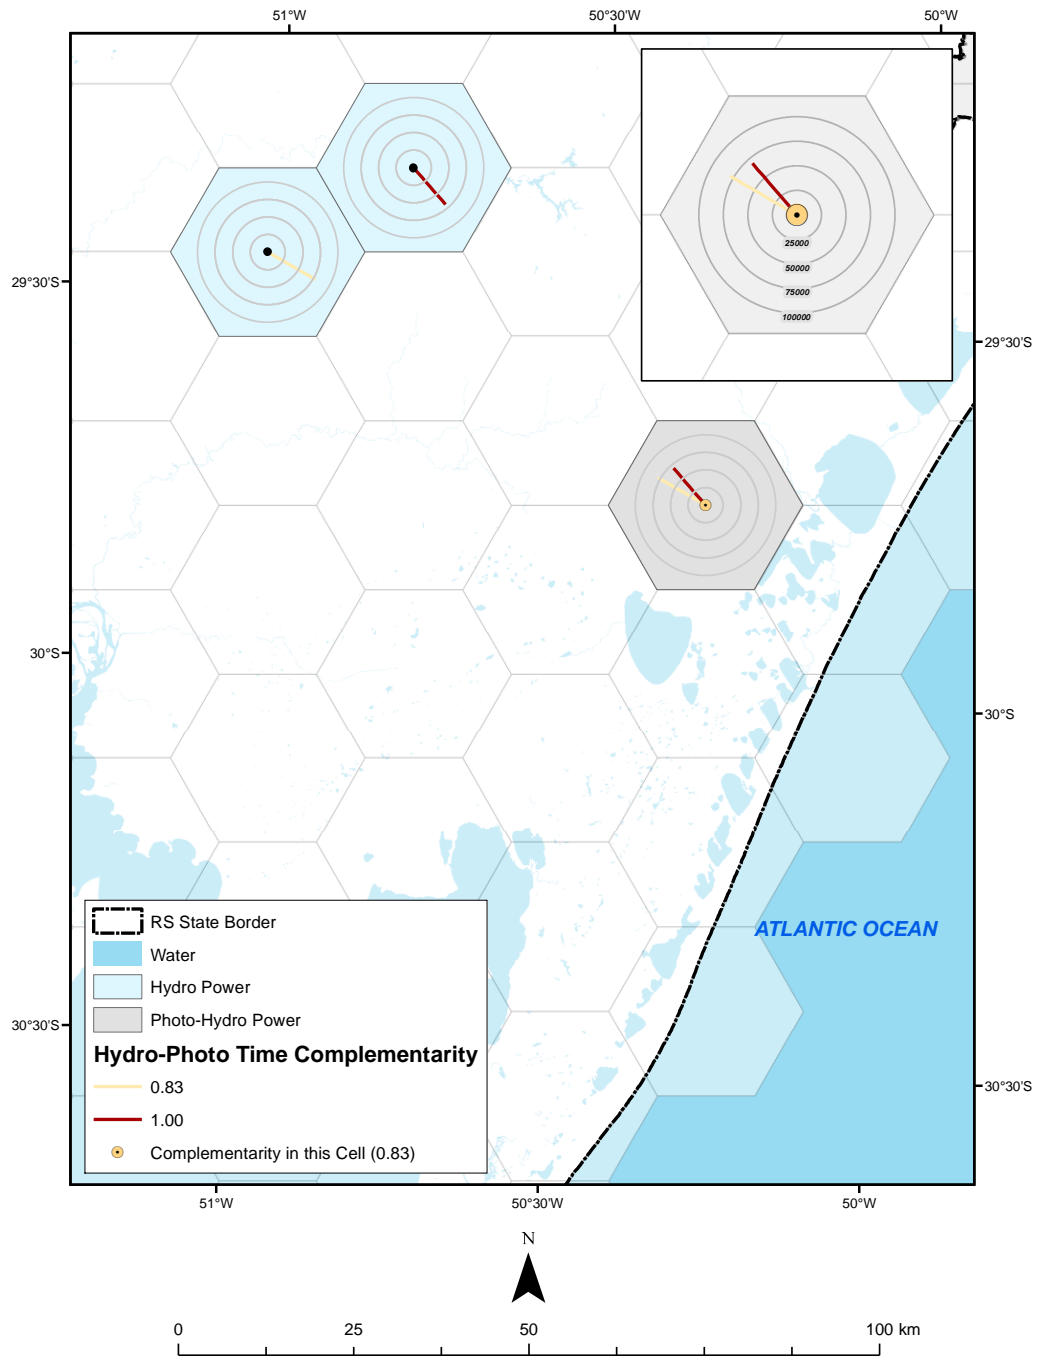 51°W 50°30'W 50°W
25000
50000
75000
100000
29°30'S
29°30'S
30°S
30°S
ATLANTIC OCEAN
RS State Border
Water
Hydro Power
Photo-Hydro Power
Hydro-Photo Time Complementarity
0.83
1.00
Complementarity in this Cell (0.83)
30°30'S
30°30'S
51°W 50°30'W 50°W
N
0 25 50 100 km